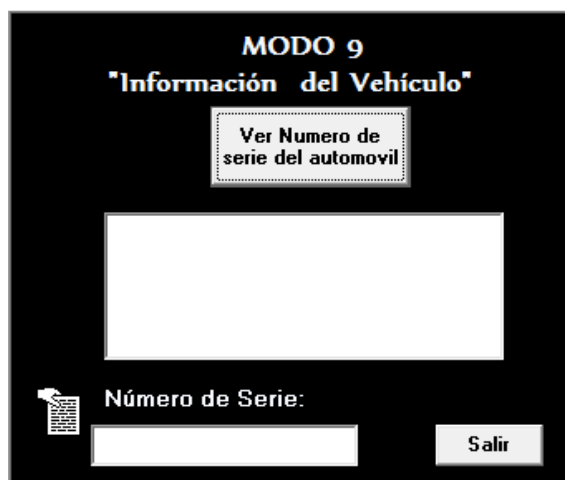 MODO 9
"Información del Vehículo"
Ver Numero de
serie del automovil
Número de Serie:
Salir